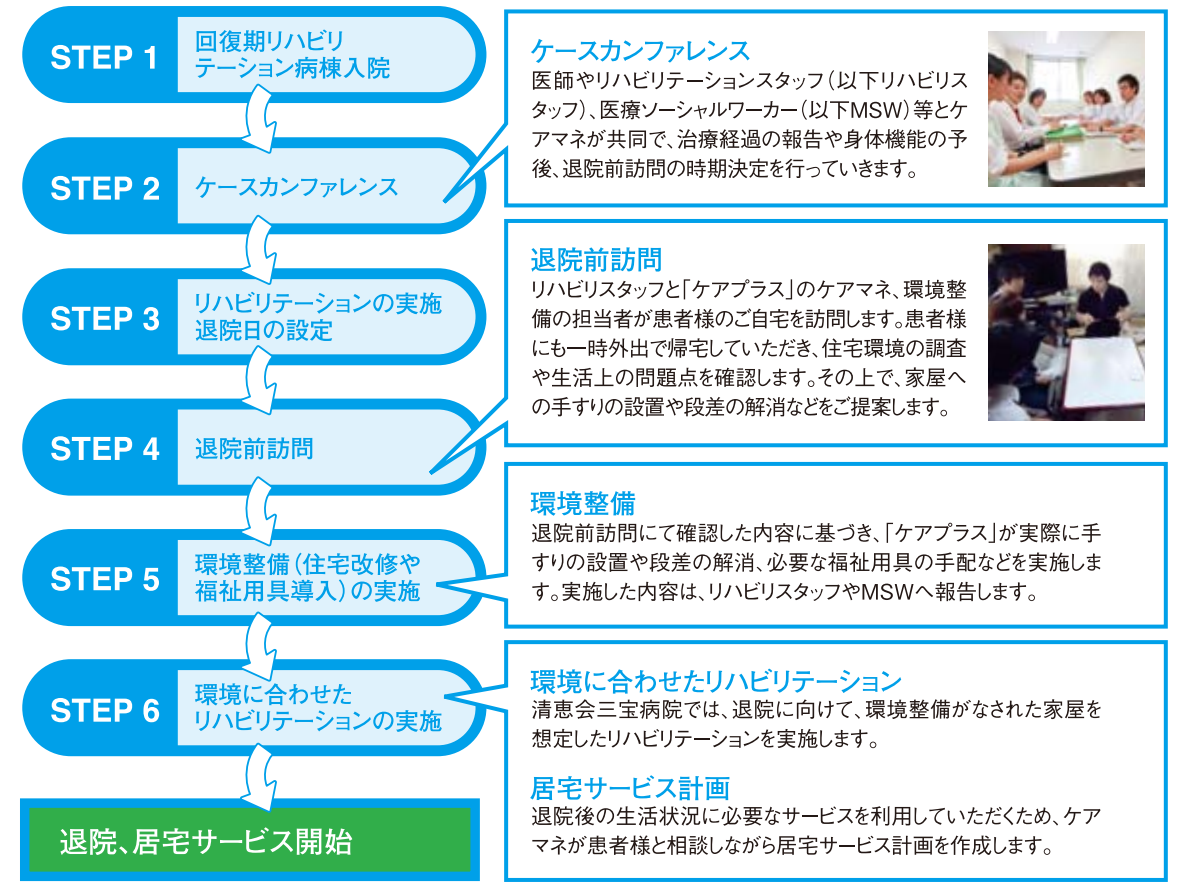 STEP 1
回復期リハビリ
テーション病棟入院
STEP 2
ケースカンファレンス
STEP 3
リハビリテーションの実施
退院日の設定
STEP 4
退院前訪問
STEP 5
環境整備（住宅改修や
福祉用具導入）の実施
STEP 6
環境に合わせた
リハビリテーションの実施
退院、居宅サービス開始
ケースカンファレンス
医師やリハビリテーションスタッフ（以下リハビリス
タッフ）、医療ソーシャルワーカー（以下MSW）等とケ
アマネが共同で、治療経過の報告や身体機能の予
後、退院前訪問の時期決定を行っていきます。
退院前訪問
リハビリスタッフと「ケアプラス」のケアマネ、環境整
備の担当者が患者様のご自宅を訪問します。患者様
にも一時外出で帰宅していただき、住宅環境の調査
や生活上の問題点を確認します。その上で、家屋へ
の手すりの設置や段差の解消などをご提案します。
環境整備
退院前訪問にて確認した内容に基づき、「ケアプラス」が実際に手
すりの設置や段差の解消、必要な福祉用具の手配などを実施しま
す。実施した内容は、リハビリスタッフやMSWへ報告します。
環境に合わせたリハビリテーション
清恵会三宝病院では、退院に向けて、環境整備がなされた家屋を
想定したリハビリテーションを実施します。
居宅サービス計画
退院後の生活状況に必要なサービスを利用していただくため、ケア
マネが患者様と相談しながら居宅サービス計画を作成します。